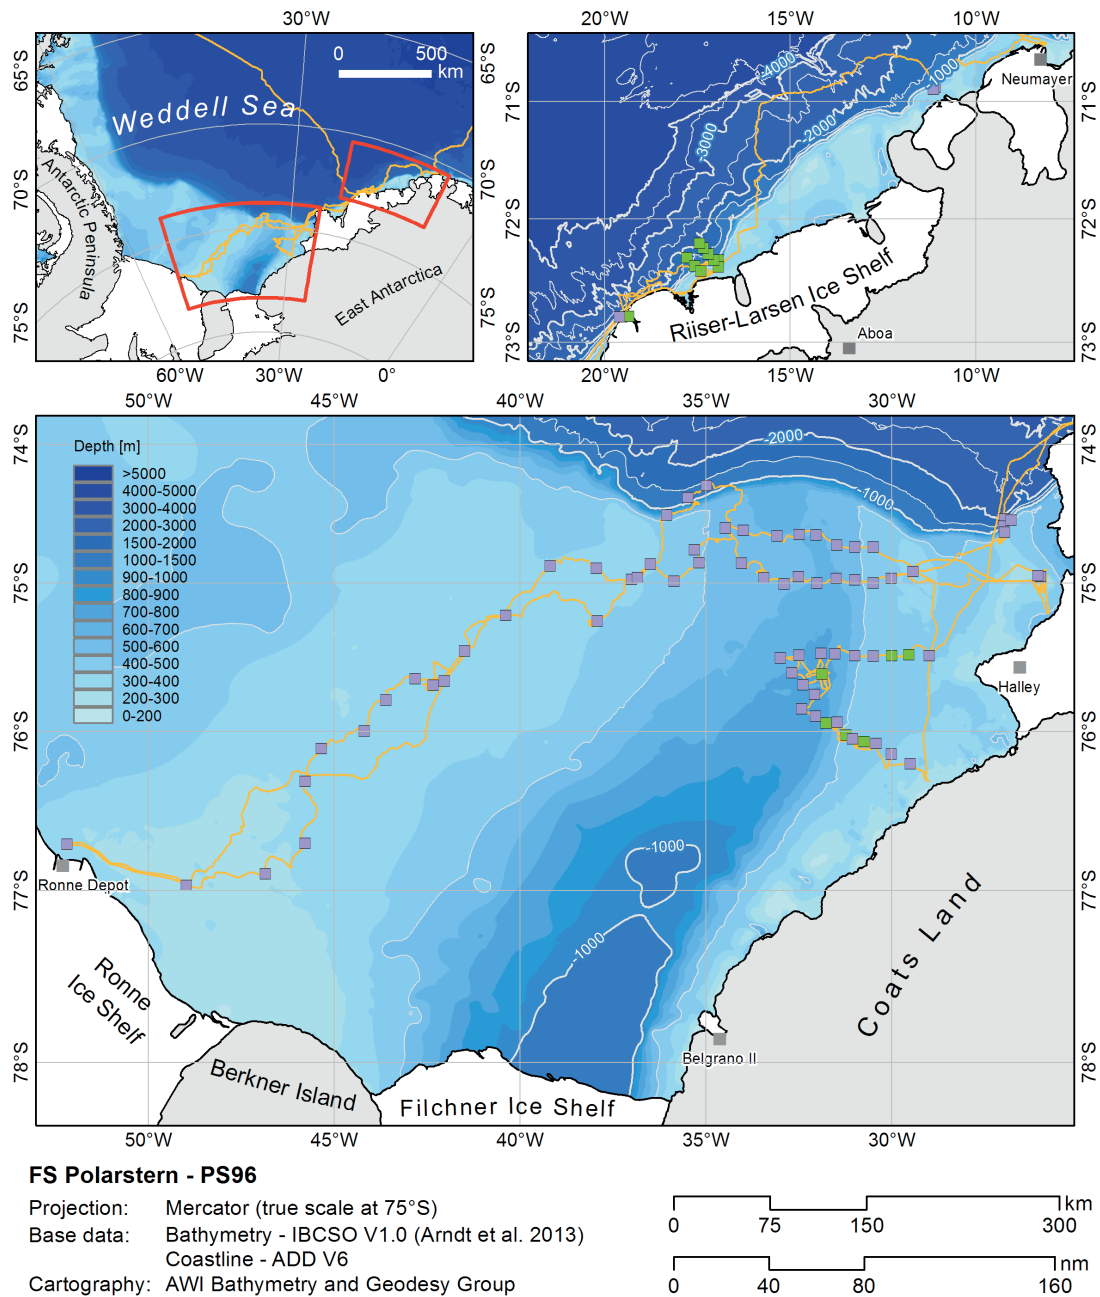 30°W
65°S
70°S
75°S
0 500
km
Weddell Sea
Antarctic Peninsula
East Antarctica
65°S
70°S
75°S
60°W 30°W 0°
20°W 15°W 10°W
71°S
72°S
73°S
-4000
-3000
-2000
-1000
Neumayer
Riiser-Larsen Ice Shelf
Aboa
71°S
72°S
73°S
20°W 15°W 10°W
50°W 45°W 40°W 35°W 30°W
74°S
75°S
76°S
77°S
78°S
Depth [m]
>5000
4000-5000
3000-4000
2000-3000
1500-2000
1000-1500
900-1000
800-900
700-800
600-700
500-600
400-500
300-400
200-300
0-200
-2000
-1000
-1000
-1000
Halley
Ronne Depot
Ronne
Ice Shelf
Berkner Island
Filchner Ice Shelf
Belgrano II
Coats Land
74°S
75°S
76°S
77°S
78°S
50°W 45°W 40°W 35°W 30°W
FS Polarstern - PS96
Projection: Mercator (true scale at 75°S)
Base data: Bathymetry - IBCSO V1.0 (Arndt et al. 2013)
Coastline - ADD V6
Cartography: AWI Bathymetry and Geodesy Group
km
0 75 150 300
nm
0 40 80 160